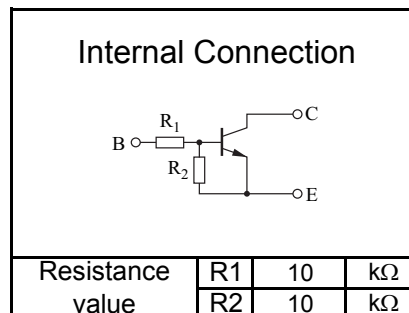 Internal Connection
C
R1
B
R2
E
Resistance value R1 10 kΩ
R2 10 kΩ